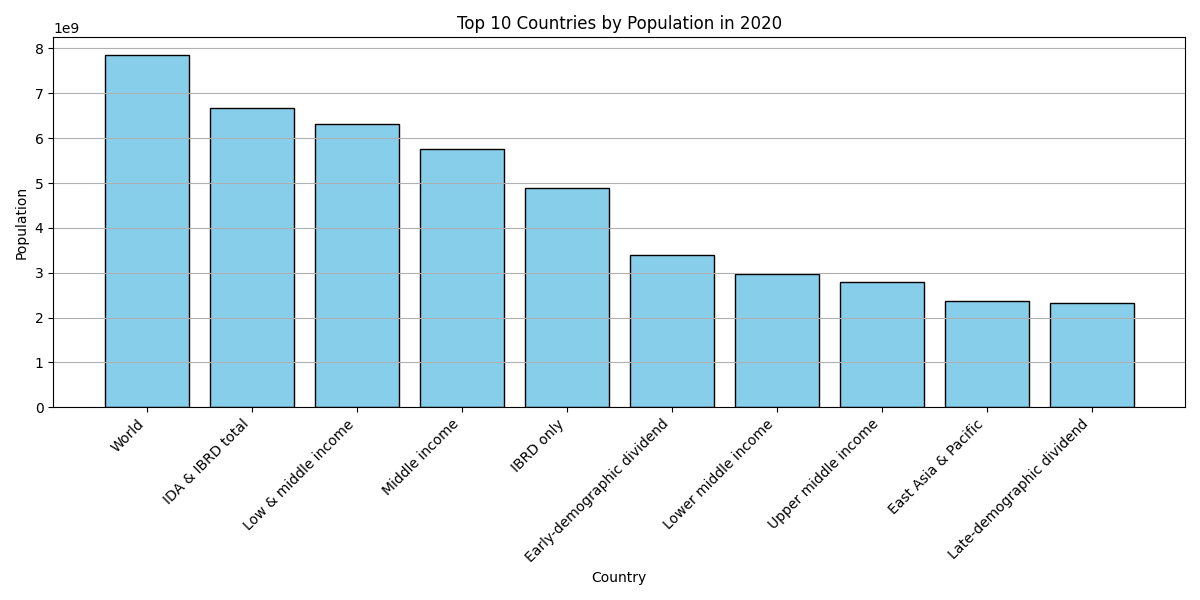 Top 10 Countries by Population in 2020
1e9
8
7
6
5
4
3
2
1
0
Population
World
IDA & IBRD total
Low & middle income
Middle income
IBRD only
Early-demographic dividend
Lower middle income
Upper middle income
East Asia & Pacific
Late-demographic dividend
Country